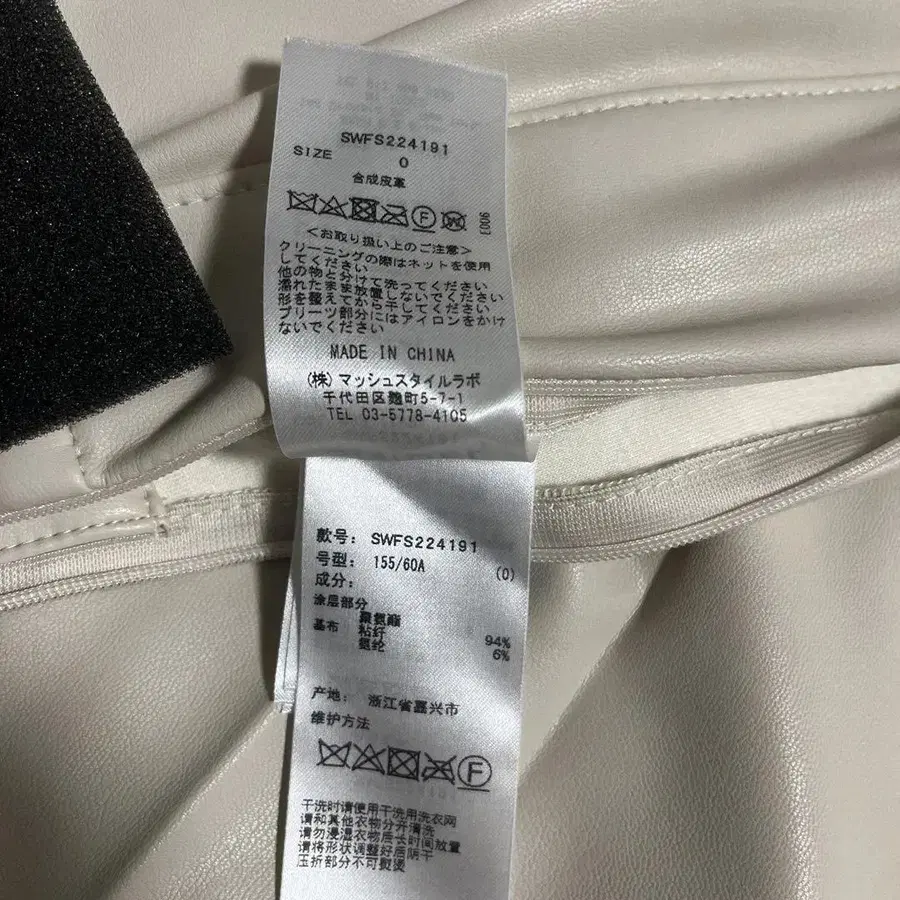 SWFS224191
SIZE 0
合成皮革
F W
9003
＜お取り扱い上のご注意＞
クリーニングの際はネットを使用
してください
他の物と分けて洗ってください
濡れたまま放置しないでください
形を整えてから干してください
プリーツ部分にはアイロンをかけ
ないでください
MADE IN CHINA
(株)マッシュスタイルラボ
千代田区麹町5-7-1
TEL 03-5778-4105
款号: SWFS224191
号型: 155/60A (0)
成分:
涂层部分
聚氨酯
基布 粘纤 94%
氨纶 6%
产地: 浙江省嘉兴市
维护方法
F
干洗时请使用干洗用洗衣网
请和其他衣物分开清洗
请勿浸湿衣物后长时间放置
请将形状调整好后阴干
压折部分不可熨烫